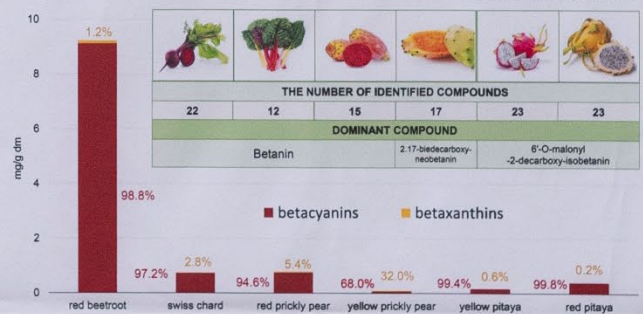 10
1.2%
THE NUMBER OF IDENTIFIED COMPOUNDS
22 12 15 17 23 23
DOMINANT COMPOUND
Betanin
2.17-biedecarboxy-
neobetanin
6'-O-malonyl
-2-decarboxy-isobetanin
8
6
4
2
0
mg/g dm
98.8%
betacyanins betaxanthins
97.2% 2.8% 94.6% 5.4% 68.0% 32.0% 99.4% 0.6% 99.8% 0.2%
red beetroot swiss chard red prickly pear yellow prickly pear yellow pitaya red pitaya